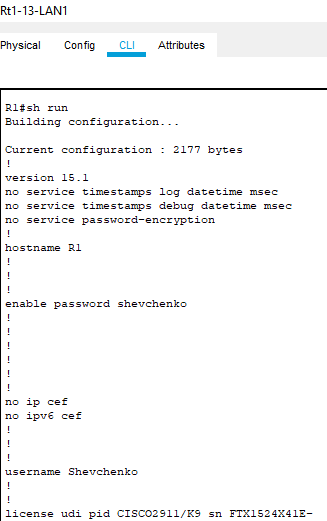 Rt1-13-LAN1
Physical Config CLI Attributes
R1#sh run
Building configuration...
Current configuration : 2177 bytes
!
version 15.1
no service timestamps log datetime msec
no service timestamps debug datetime msec
no service password-encryption
!
hostname R1
!
!
!
enable password shevchenko
!
!
!
!
!
!
no ip cef
no ipv6 cef
!
!
!
username Shevchenko
!
!
license udi pid CISCO2911/K9 sn FTX1524X41E-